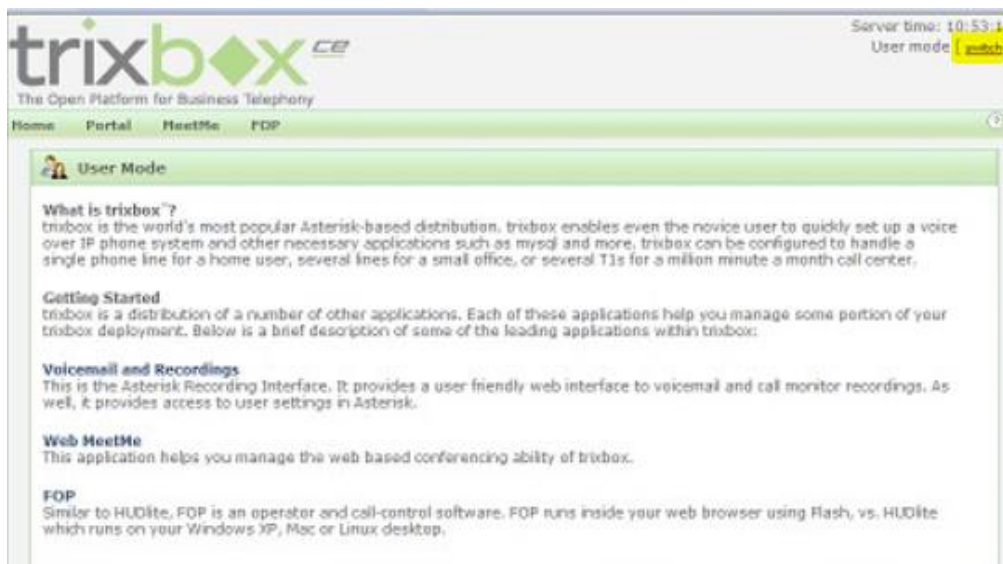 trixbox ce
Server time: 10:53:1
User mode [ switch
The Open Platform for Business Telephony
Home Portal MeetMe FOP
User Mode
What is trixbox™?
trixbox is the world's most popular Asterisk-based distribution. trixbox enables even the novice user to quickly set up a voice
over IP phone system and other necessary applications such as mysql and more. trixbox can be configured to handle a
single phone line for a home user, several lines for a small office, or several T1s for a million minute a month call center.
Getting Started
trixbox is a distribution of a number of other applications. Each of these applications help you manage some portion of your
trixbox deployment. Below is a brief description of some of the leading applications within trixbox:
Voicemail and Recordings
This is the Asterisk Recording Interface. It provides a user friendly web interface to voicemail and call monitor recordings. As
well, it provides access to user settings in Asterisk.
Web MeetMe
This application helps you manage the web based conferencing ability of trixbox.
FOP
Similar to HUDlite, FOP is an operator and call-control software. FOP runs inside your web browser using Flash, vs. HUDlite
which runs on your Windows XP, Mac or Linux desktop.